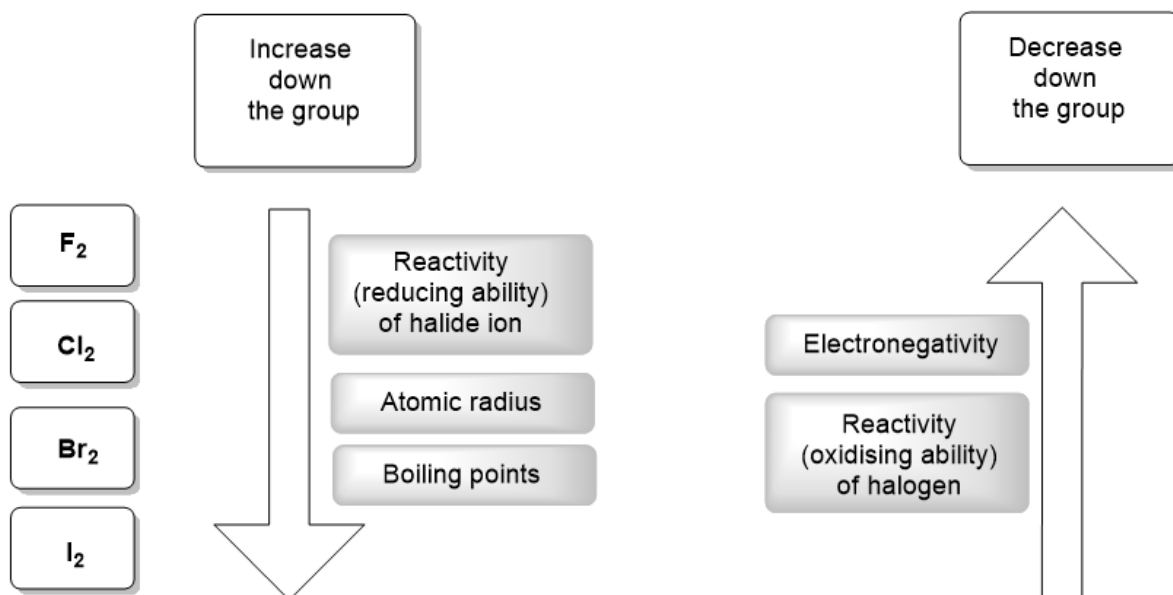 Increase
down
the group
Decrease
down
the group
F₂
Cl₂
Br₂
I₂
Reactivity
(reducing ability)
of halide ion
Atomic radius
Boiling points
Electronegativity
Reactivity
(oxidising ability)
of halogen